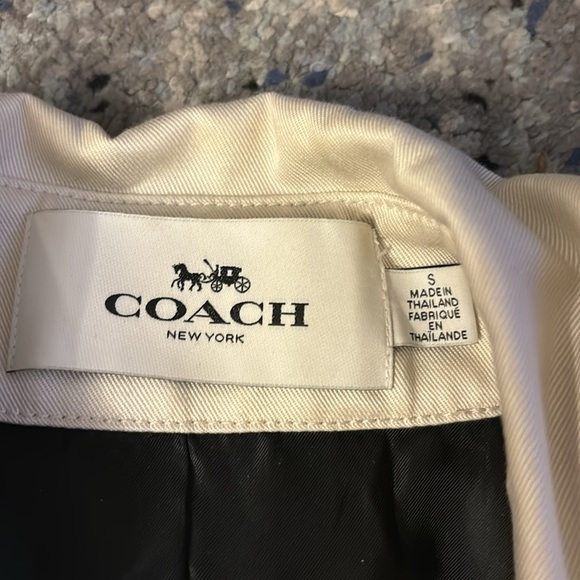 COACH
NEW YORK
S
MADE IN
THAILAND
FABRIQUÉ
EN
THAÏLANDE